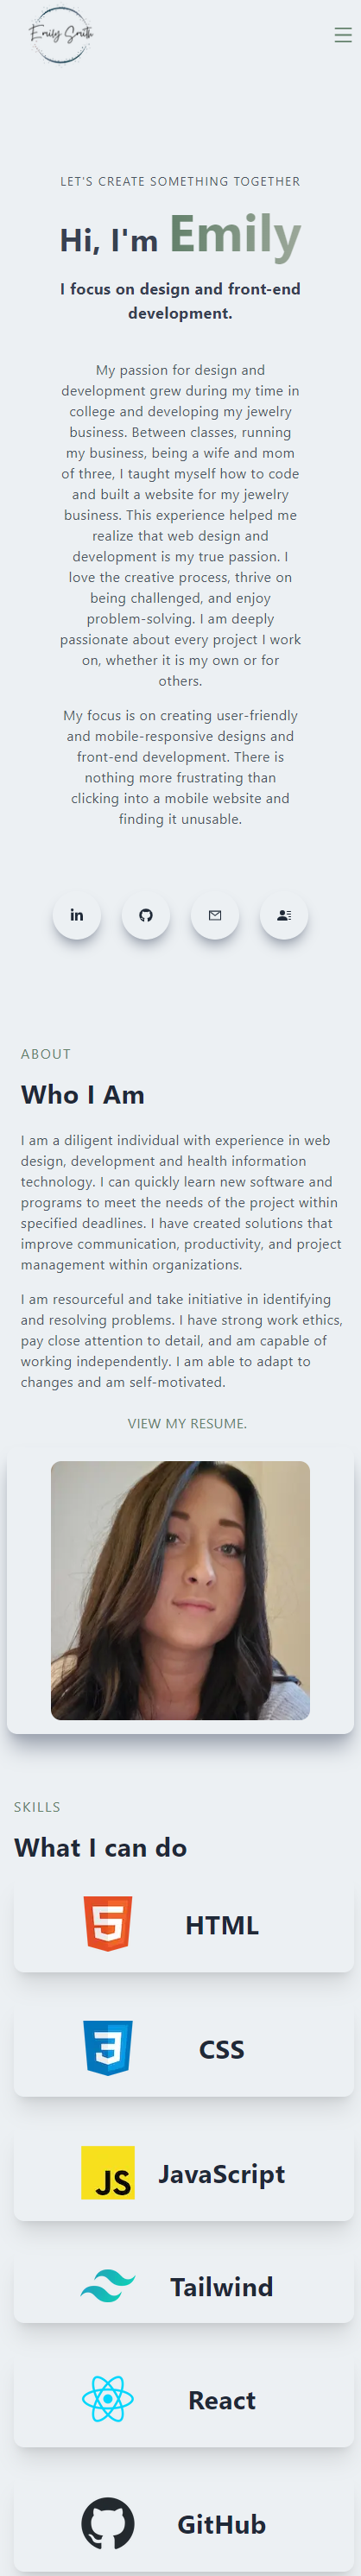 Emily Smith
LET'S CREATE SOMETHING TOGETHER
Hi, I'm Emily
I focus on design and front-end
development.
My passion for design and
development grew during my time in
college and developing my jewelry
business. Between classes, running
my business, being a wife and mom
of three, I taught myself how to code
and built a website for my jewelry
business. This experience helped me
realize that web design and
development is my true passion. I
love the creative process, thrive on
being challenged, and enjoy
problem-solving. I am deeply
passionate about every project I work
on, whether it is my own or for
others.
My focus is on creating user-friendly
and mobile-responsive designs and
front-end development. There is
nothing more frustrating than
clicking into a mobile website and
finding it unusable.
in
ABOUT
Who I Am
I am a diligent individual with experience in web
design, development and health information
technology. I can quickly learn new software and
programs to meet the needs of the project within
specified deadlines. I have created solutions that
improve communication, productivity, and project
management within organizations.
I am resourceful and take initiative in identifying
and resolving problems. I have strong work ethics,
pay close attention to detail, and am capable of
working independently. I am able to adapt to
changes and am self-motivated.
VIEW MY RESUME.
SKILLS
What I can do
5 HTML
3 CSS
JS JavaScript
Tailwind
React
GitHub